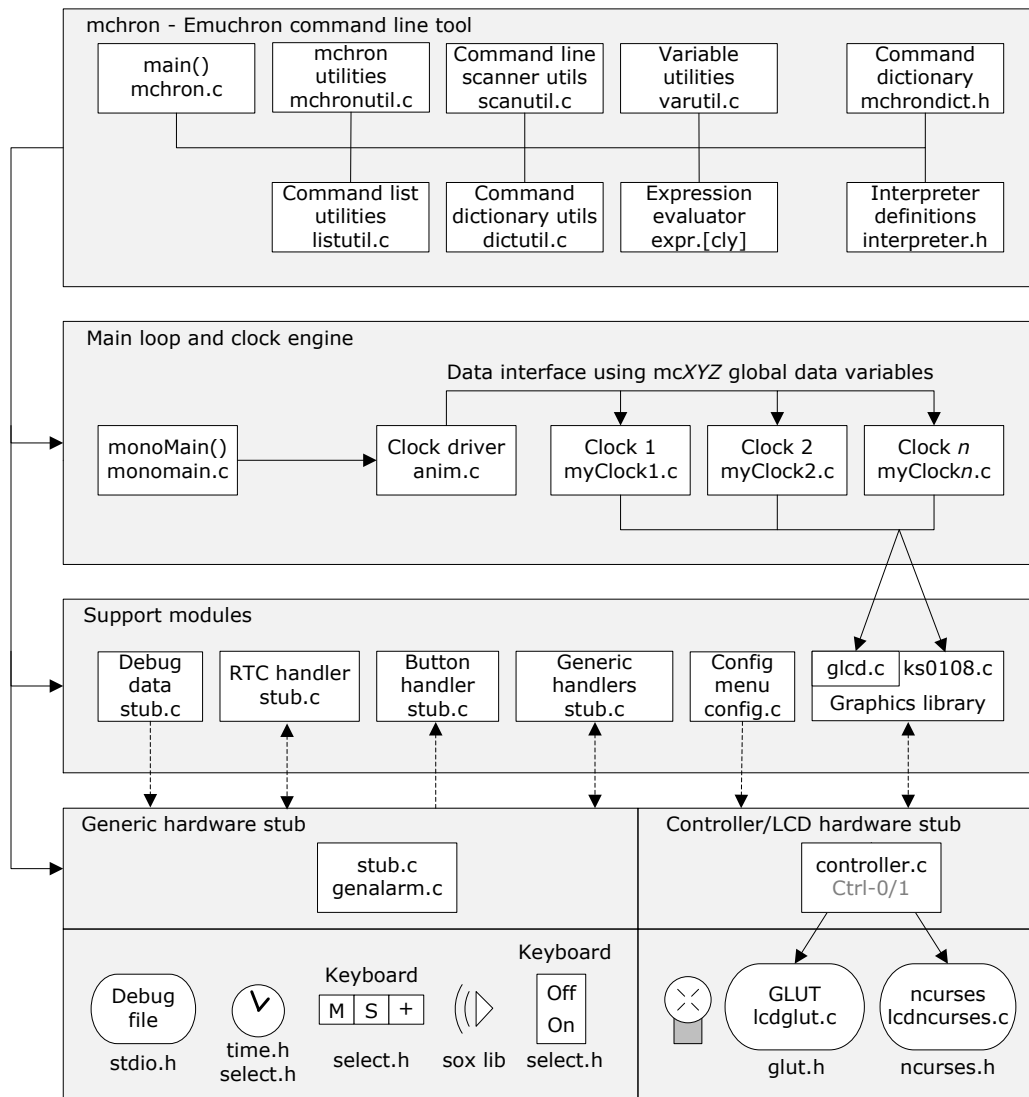 mchron - Emuchron command line tool
main()
mchron.c
mchron
utilities
mchronutil.c
Command line
scanner utils
scanutil.c
Variable
utilities
varutil.c
Command
dictionary
mchrondict.h
Command list
utilities
listutil.c
Command
dictionary utils
dictutil.c
Expression
evaluator
expr.[cly]
Interpreter
definitions
interpreter.h
Main loop and clock engine
Data interface using mcXYZ global data variables
monoMain()
monomain.c
Clock driver
anim.c
Clock 1
myClock1.c
Clock 2
myClock2.c
Clock n
myClockn.c
Support modules
Debug
data
stub.c
RTC handler
stub.c
Button
handler
stub.c
Generic
handlers
stub.c
Config
menu
config.c
glcd.c
ks0108.c
Graphics library
Generic hardware stub
stub.c
genalarm.c
Controller/LCD hardware stub
controller.c
Ctrl-0/1
Debug
file
stdio.h
time.h
select.h
Keyboard
M S +
select.h
sox lib
Keyboard
Off
On
select.h
GLUT
lcdglut.c
glut.h
ncurses
lcdncurses.c
ncurses.h